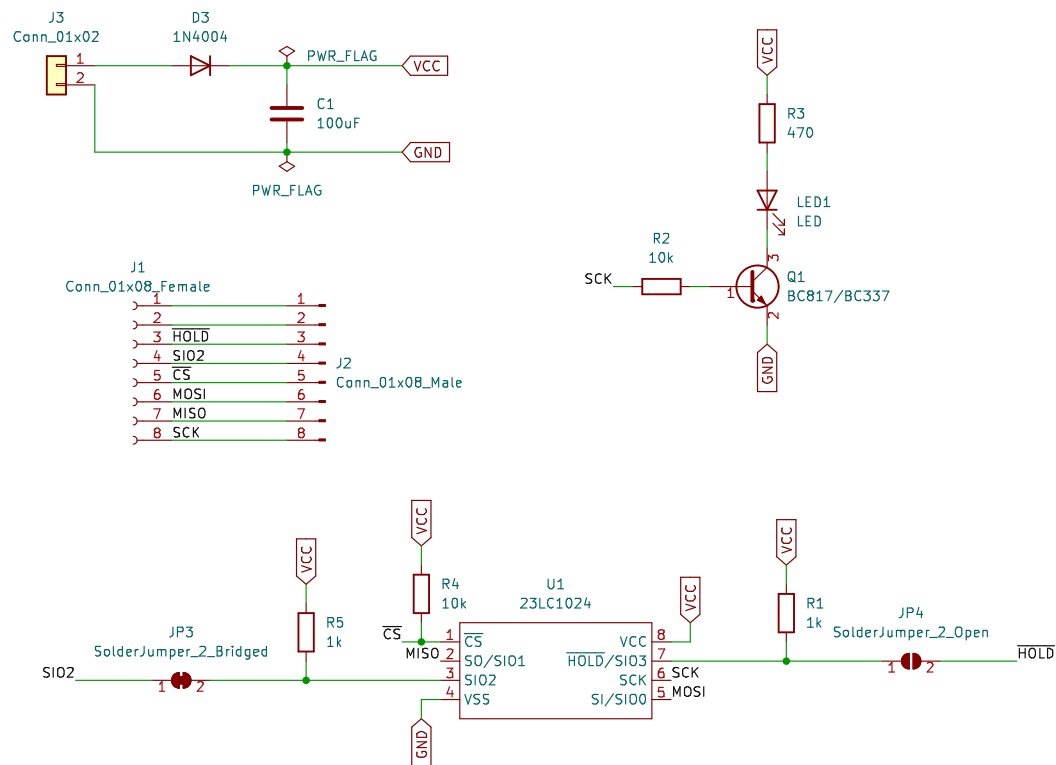 J3
Conn_01x02
1
2
D3
1N4004
PWR_FLAG
VCC
C1
100uF
GND
PWR_FLAG
VCC
R3
470
LED1
LED
R2
10k
SCK
3
Q1
1
BC817/BC337
2
GND
J1
Conn_01x08_Female
1 1
2 2
3 HOLD 3
4 SIO2 4
5 CS 5
6 MOSI 6
7 MISO 7
8 SCK 8
J2
Conn_01x08_Male
VCC
R4
10k
VCC
R5
1k
JP3
SolderJumper_2_Bridged
SIO2
1 2
U1
23LC1024
CS
MISO
1 CS
2 SO/SIO1
3 SIO2
4 VSS
GND
VCC
VCC 8
HOLD/SIO3 7
SCK 6 SCK
SI/SIO0 5 MOSI
VCC
R1
1k
JP4
SolderJumper_2_Open
1 2
HOLD